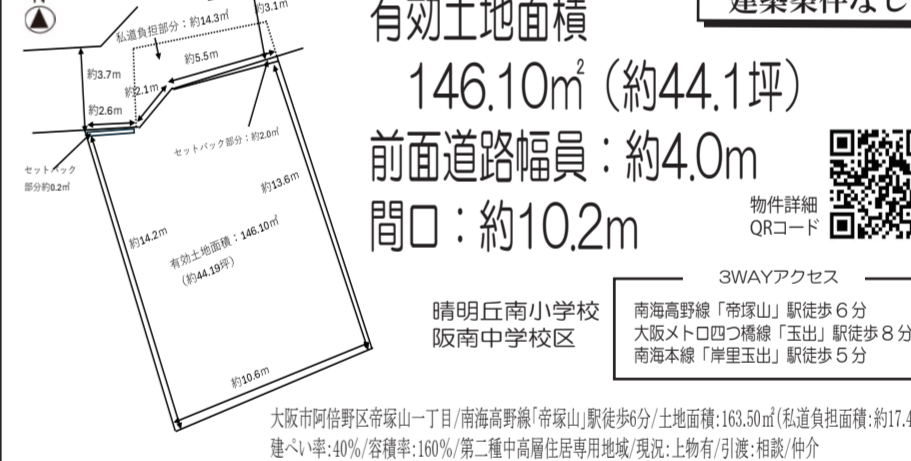 N
私道負担部分：約14.3㎡
約3.1m
約5.5m
約3.7m
約2.1m
約2.6m
セットバック部分：約2.0㎡
セットバック
部分約0.2㎡
約13.6m
約14.2m
有効土地面積：146.10㎡
(約44.19坪)
約10.6m
有効土地面積
146.10㎡（約44.1坪）
前面道路幅員：約4.0m
間口：約10.2m
建築条件なし
物件詳細
QRコード
晴明丘南小学校
阪南中学校区
3WAYアクセス
南海高野線「帝塚山」駅徒歩６分
大阪メトロ四つ橋線「玉出」駅徒歩８分
南海本線「岸里玉出」駅徒歩５分
大阪市阿倍野区帝塚山一丁目/南海高野線「帝塚山」駅徒歩6分/土地面積:163.50㎡(私道負担面積:約17.4
建ぺい率:40%/容積率:160%/第二種中高層住居専用地域/現況:上物有/引渡:相談/仲介